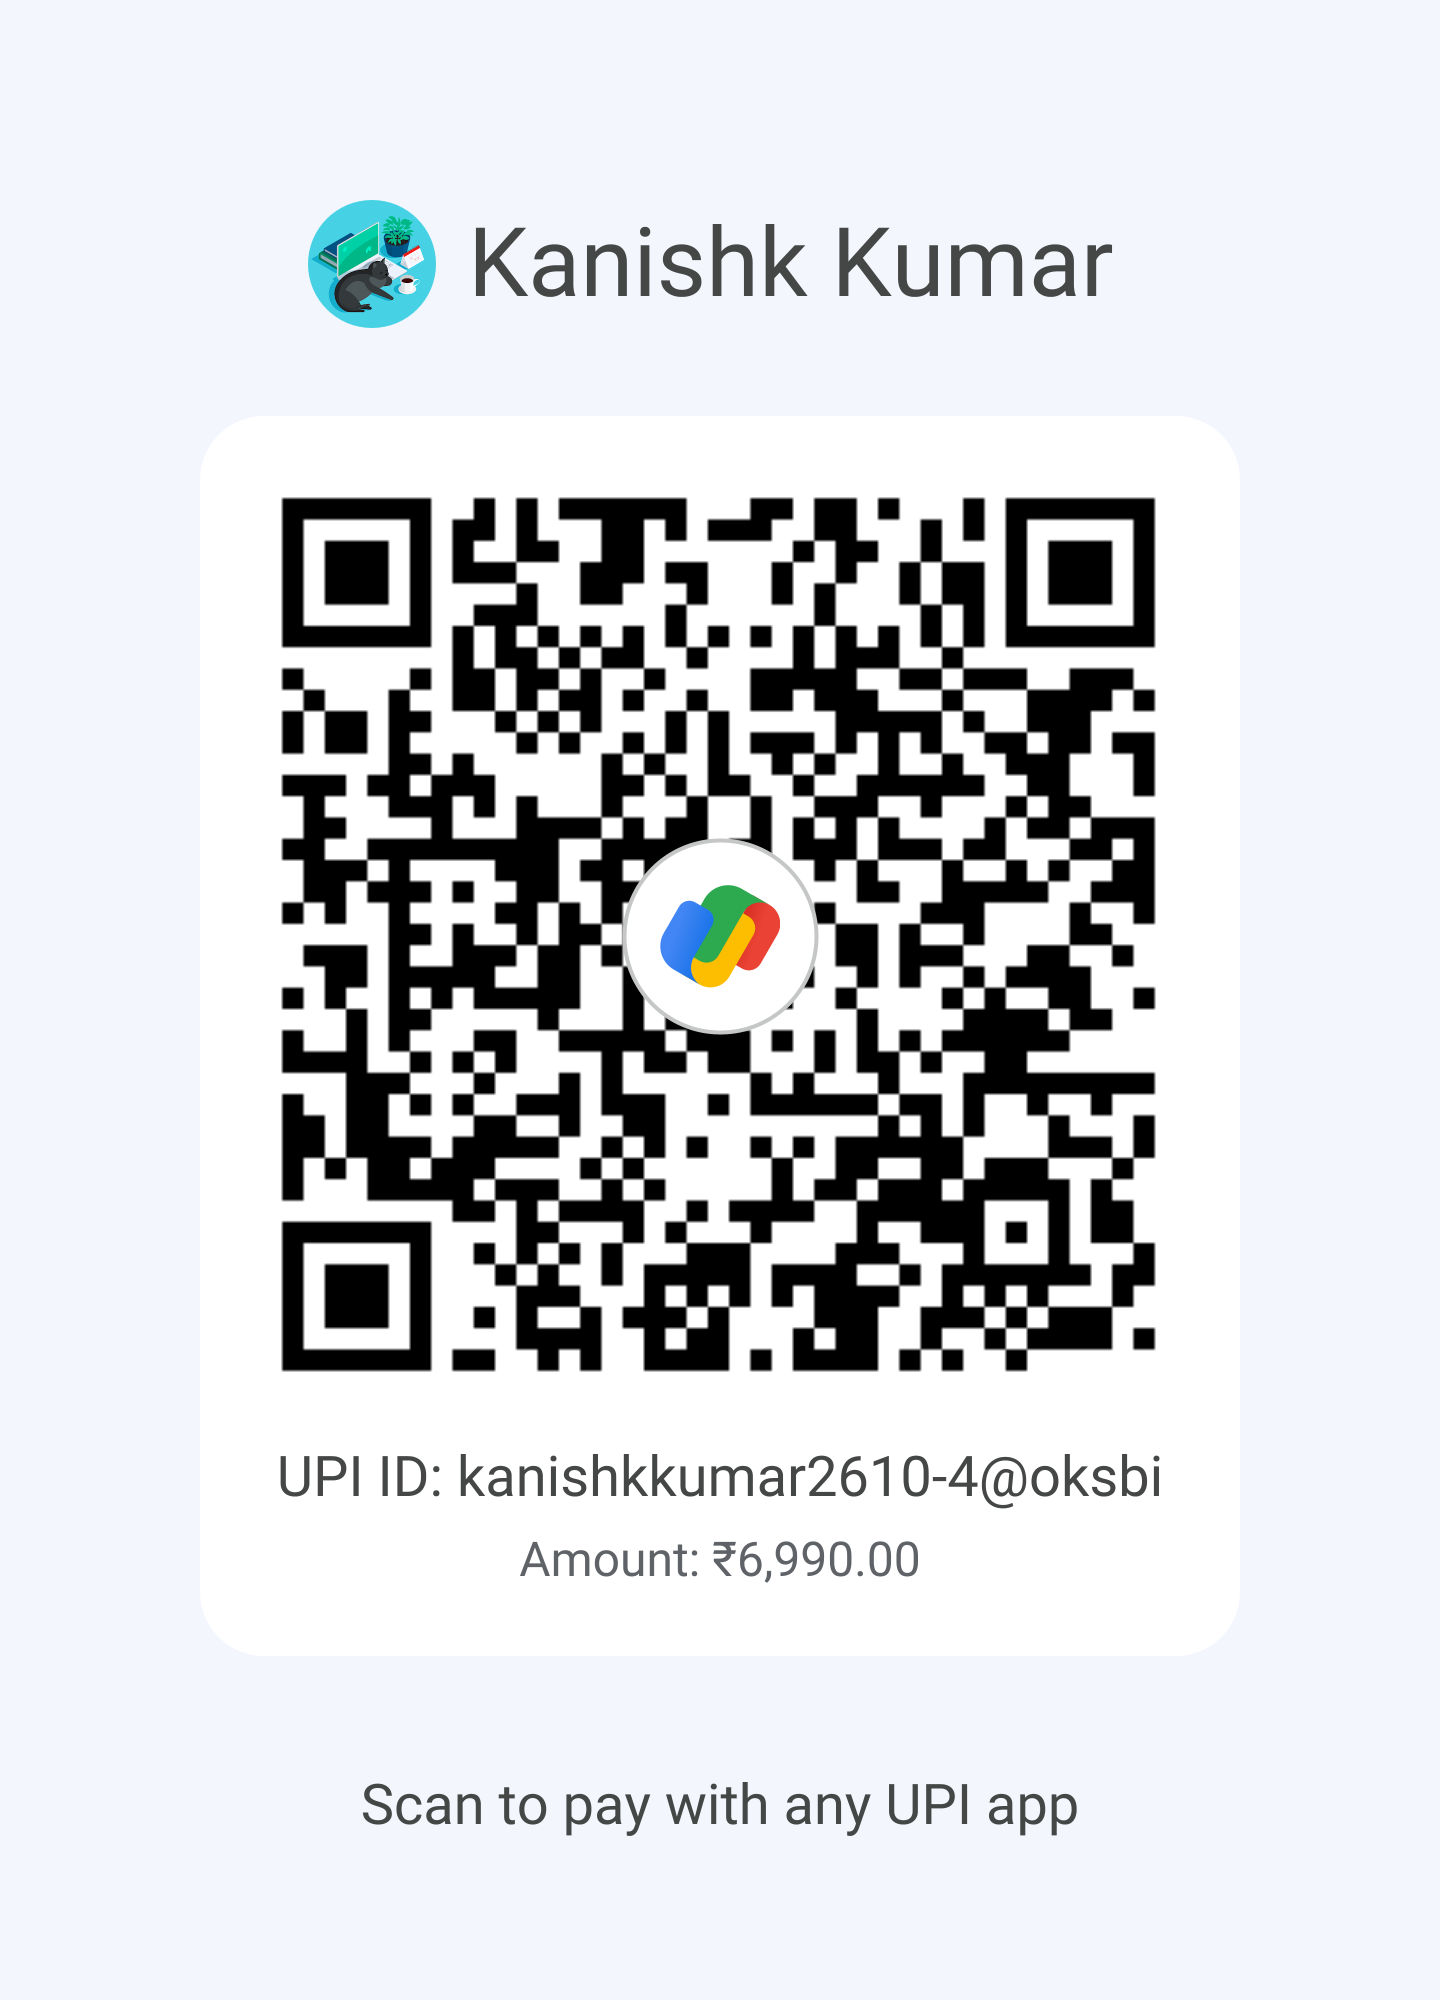 Kanishk Kumar
UPI ID: kanishkkumar2610-4@oksbi
Amount: ₹6,990.00
Scan to pay with any UPI app